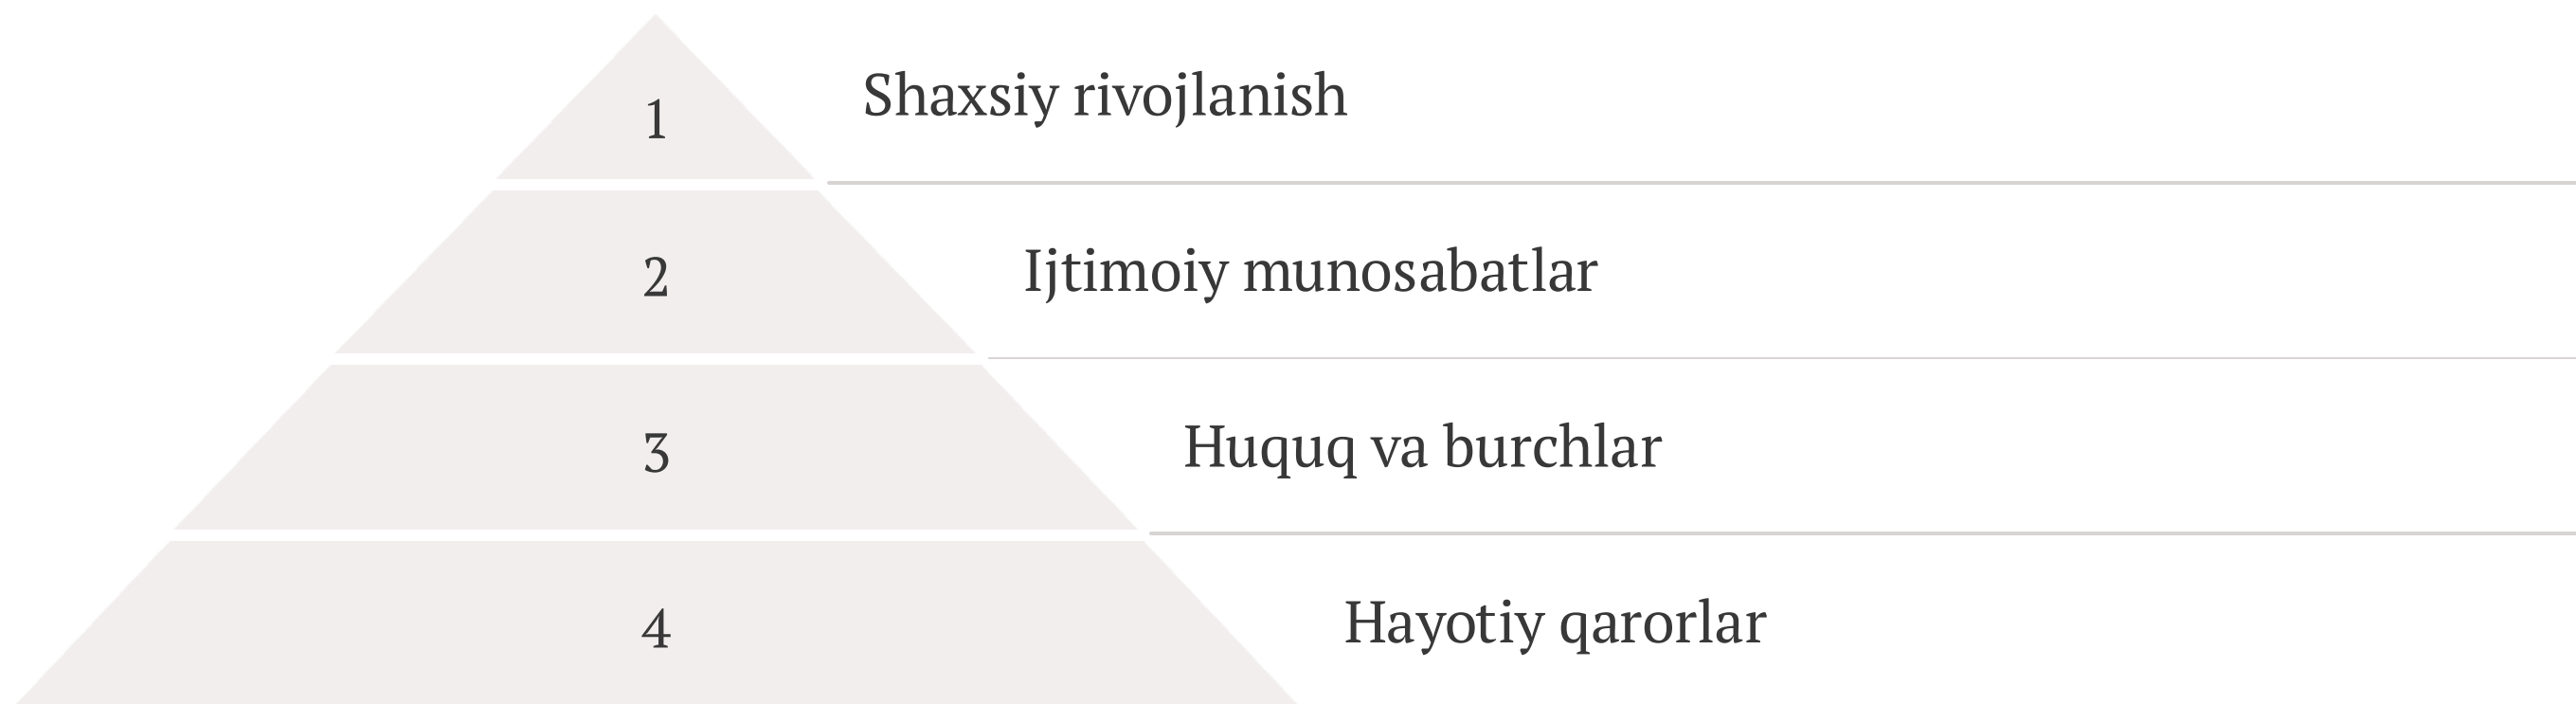 1
Shaxsiy rivojlanish
2
Ijtimoiy munosabatlar
3
Huquq va burchlar
4
Hayotiy qarorlar